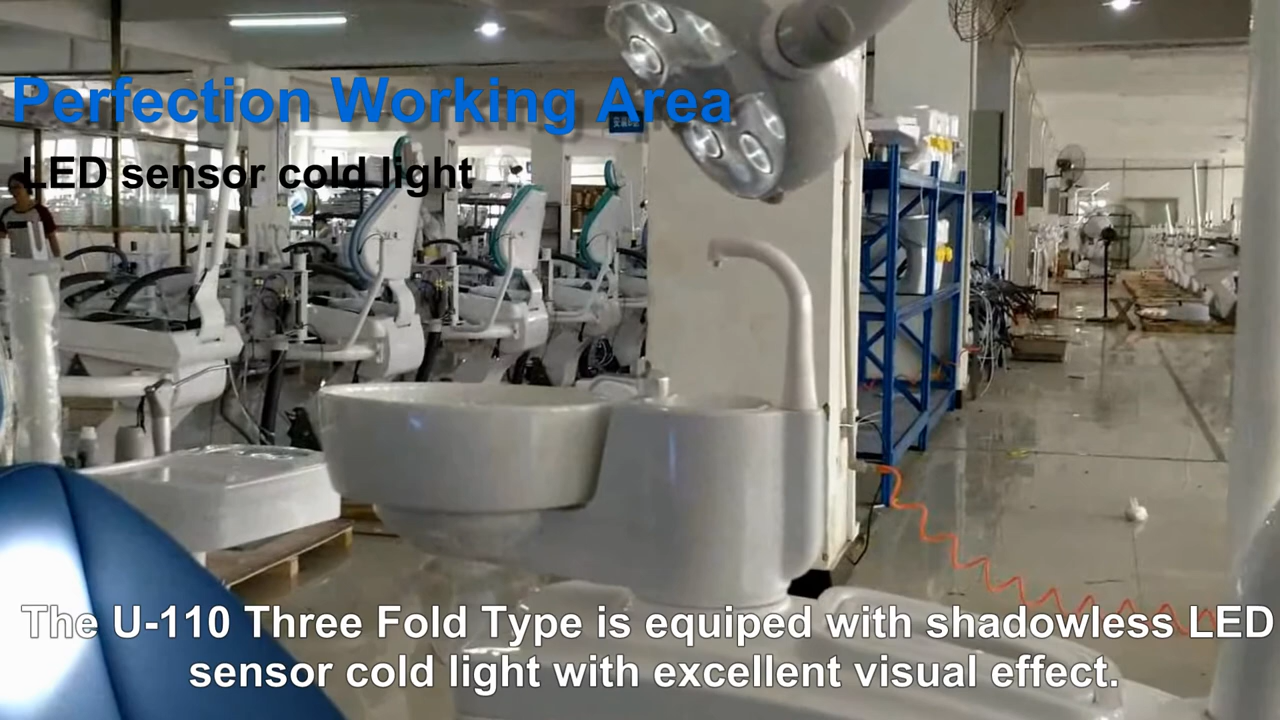 Perfection Working Area
LED sensor cold light
The U-110 Three Fold Type is equiped with shadowless LED
sensor cold light with excellent visual effect.